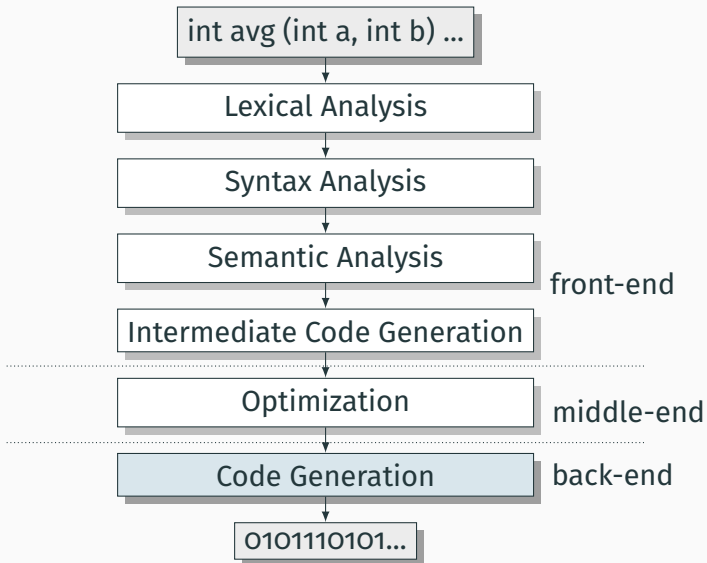 int avg (int a, int b) ...
Lexical Analysis
Syntax Analysis
Semantic Analysis
front-end
Intermediate Code Generation
Optimization
middle-end
Code Generation
back-end
0101110101...